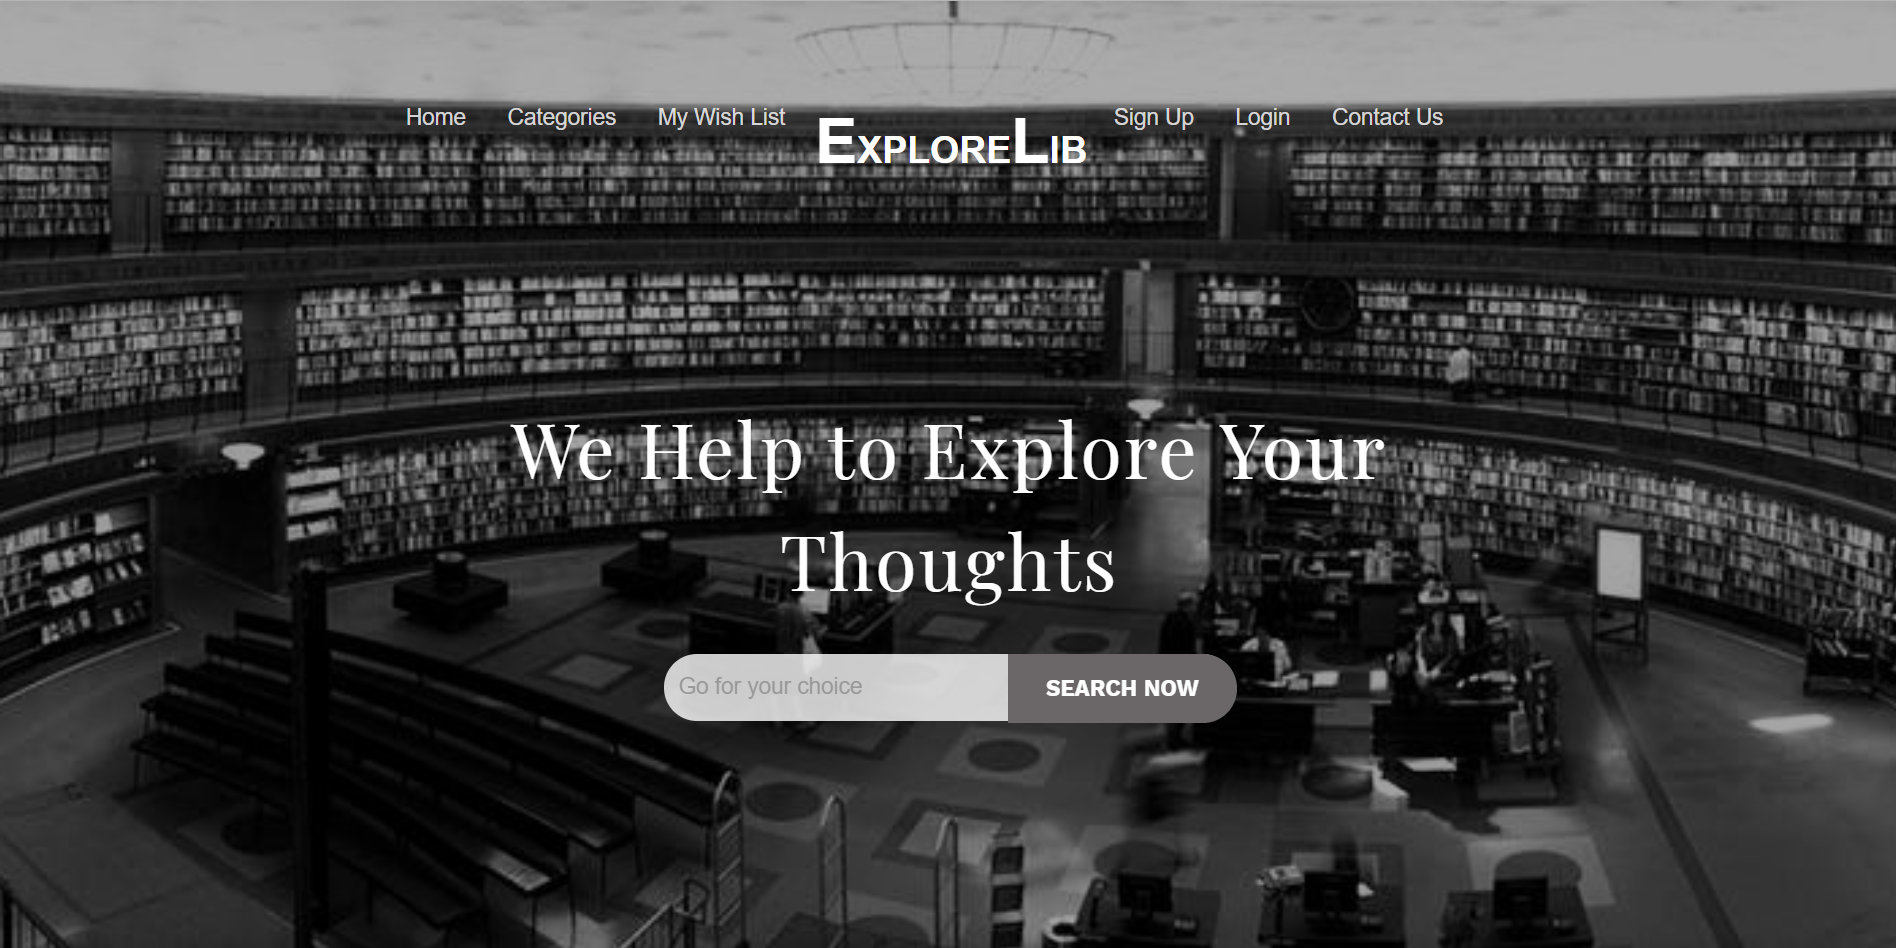 Home Categories My Wish List ExploreLib Sign Up Login Contact Us
We Help to Explore Your
Thoughts
Go for your choice SEARCH NOW